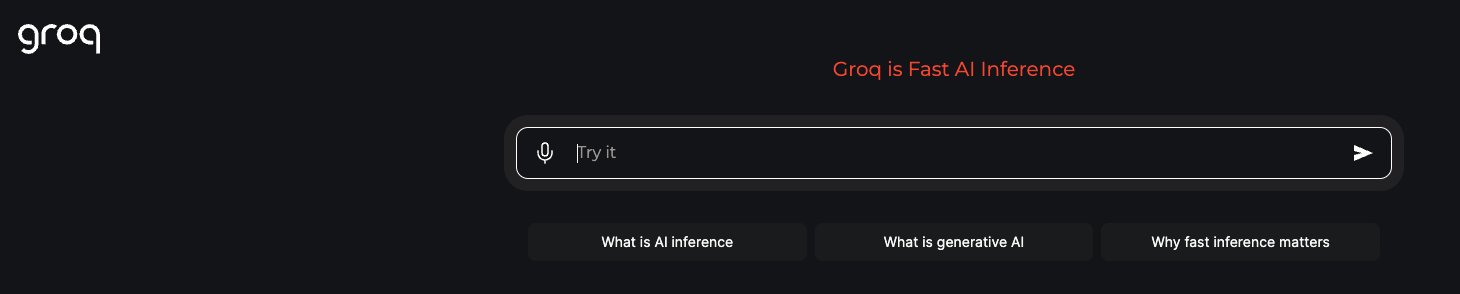 groq
Groq is Fast AI Inference
Try it
What is AI inference
What is generative AI
Why fast inference matters